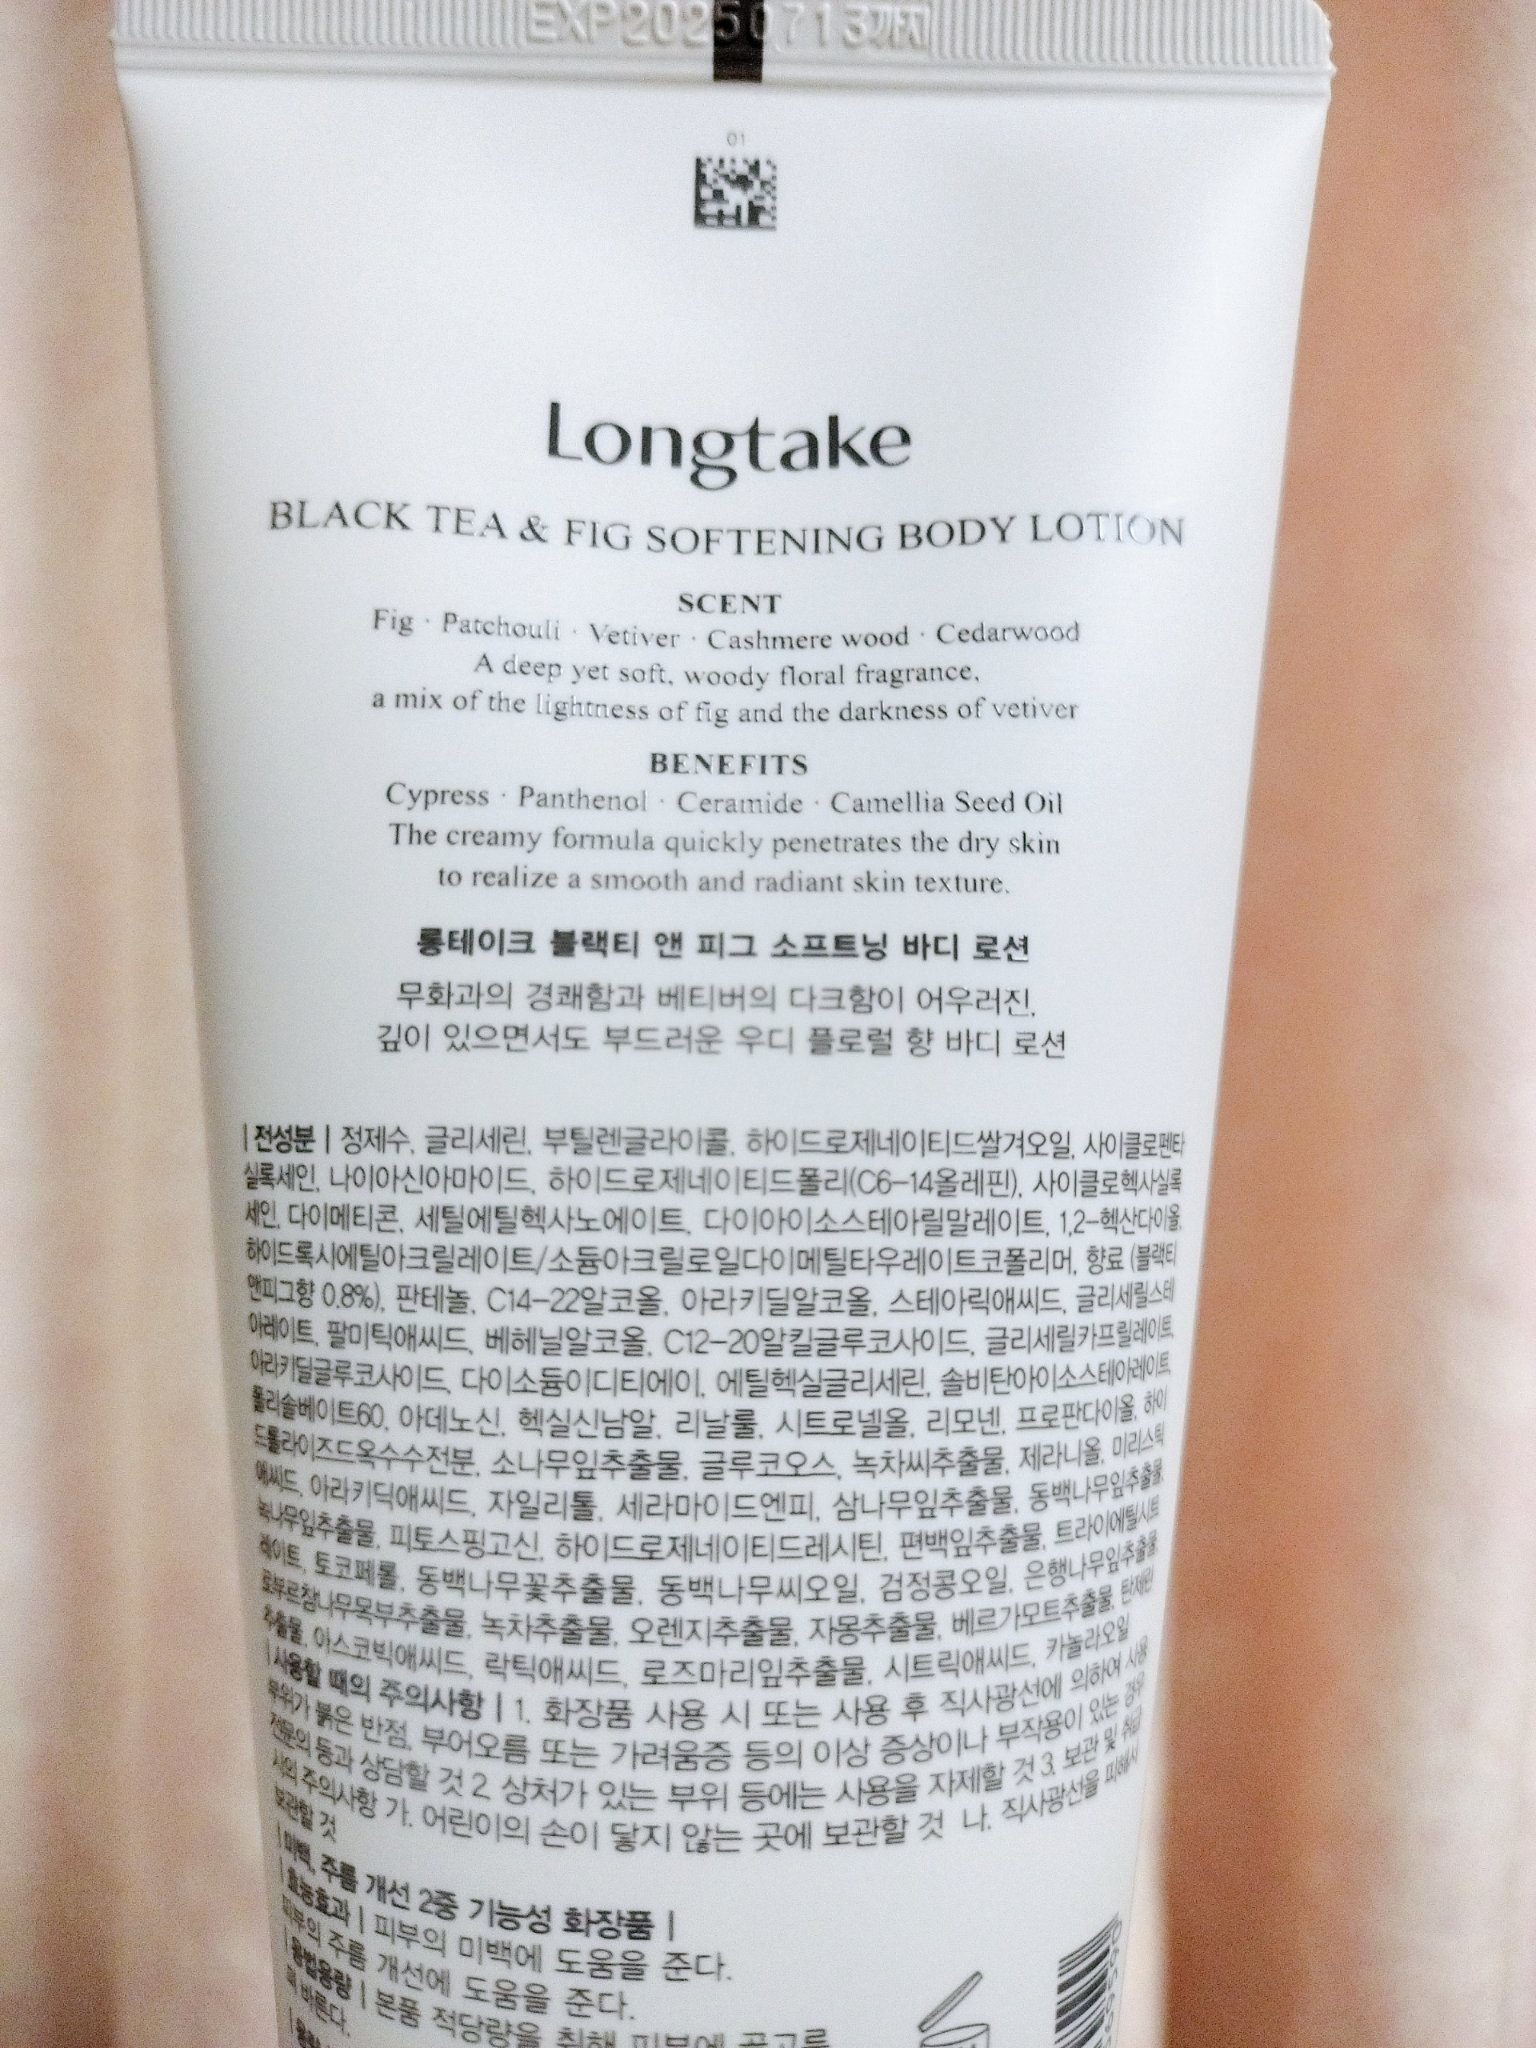 EXP20250713까지
01
Longtake
BLACK TEA & FIG SOFTENING BODY LOTION
SCENT
Fig · Patchouli · Vetiver · Cashmere wood · Cedarwood
A deep yet soft, woody floral fragrance,
a mix of the lightness of fig and the darkness of vetiver
BENEFITS
Cypress · Panthenol · Ceramide · Camellia Seed Oil
The creamy formula quickly penetrates the dry skin
to realize a smooth and radiant skin texture.
롱테이크 블랙티 앤 피그 소프트닝 바디 로션
무화과의 경쾌함과 베티버의 다크함이 어우러진,
깊이 있으면서도 부드러운 우디 플로럴 향 바디 로션
| 전성분 | 정제수, 글리세린, 부틸렌글라이콜, 하이드로제네이티드쌀겨오일, 사이클로펜타
실록세인, 나이아신아마이드, 하이드로제네이티드폴리(C6-14올레핀), 사이클로헥사실록
세인, 다이메티콘, 세틸에틸헥사노에이트, 다이아이소스테아릴말레이트, 1,2-헥산다이올,
하이드록시에틸아크릴레이트/소듐아크릴로일다이메틸타우레이트코폴리머, 향료 (블랙티
앤피그향 0.8%), 판테놀, C14-22알코올, 아라키딜알코올, 스테아릭애씨드, 글리세릴스테
아레이트, 팔미틱애씨드, 베헤닐알코올, C12-20알킬글루코사이드, 글리세릴카프릴레이트,
아라키딜글루코사이드, 다이소듐이디티에이, 에틸헥실글리세린, 솔비탄아이소스테아레이트,
폴리솔베이트60, 아데노신, 헥실신남알, 리날룰, 시트로넬올, 리모넨, 프로판다이올, 하이
드롤라이즈드옥수수전분, 소나무잎추출물, 글루코오스, 녹차씨추출물, 제라니올, 미리스틱
애씨드, 아라키딕애씨드, 자일리톨, 세라마이드엔피, 삼나무잎추출물, 동백나무잎추출물,
녹나무잎추출물, 피토스핑고신, 하이드로제네이티드레시틴, 편백잎추출물, 트라이에틸시트
레이트, 토코페롤, 동백나무꽃추출물, 동백나무씨오일, 검정콩오일, 은행나무잎추출물,
로부르참나무목부추출물, 녹차추출물, 오렌지추출물, 자몽추출물, 베르가모트추출물, 탄제린
추출물, 아스코빅애씨드, 락틱애씨드, 로즈마리잎추출물, 시트릭애씨드, 카놀라오일
| 사용할 때의 주의사항 | 1. 화장품 사용 시 또는 사용 후 직사광선에 의하여 사용
부위가 붉은 반점, 부어오름 또는 가려움증 등의 이상 증상이나 부작용이 있는 경우
전문의 등과 상담할 것 2. 상처가 있는 부위 등에는 사용을 자제할 것 3. 보관 및 취급
시의 주의사항 가. 어린이의 손이 닿지 않는 곳에 보관할 것 나. 직사광선을 피해서
보관할 것
| 미백, 주름 개선 2중 기능성 화장품 |
| 효능효과 | 피부의 미백에 도움을 준다.
피부의 주름 개선에 도움을 준다.
| 용법용량 | 본품 적당량을 취해 피부에 골고루
펴 바른다.